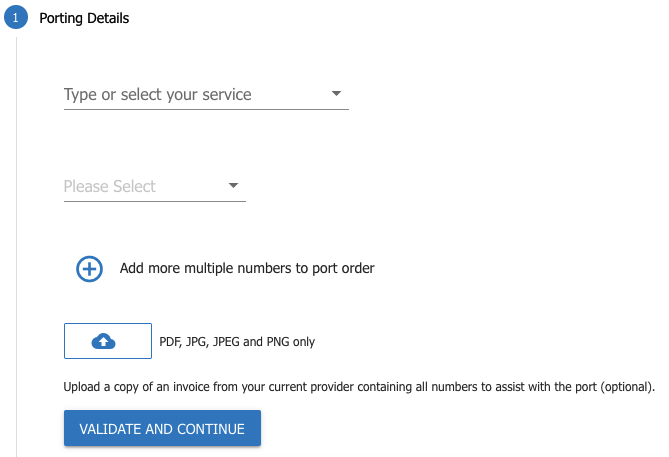 1 Porting Details
Type or select your service
Please Select
Add more multiple numbers to port order
PDF, JPG, JPEG and PNG only
Upload a copy of an invoice from your current provider containing all numbers to assist with the port (optional).
VALIDATE AND CONTINUE